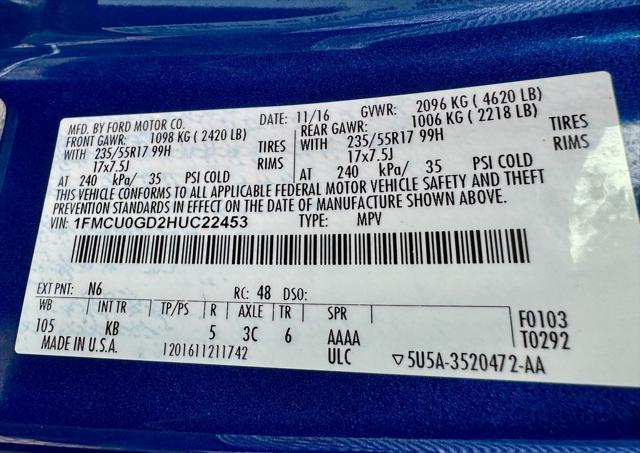 MFD. BY FORD MOTOR CO. DATE: 11/16 GVWR: 2096 KG ( 4620 LB)
FRONT GAWR: 1098 KG ( 2420 LB) REAR GAWR: 1006 KG ( 2218 LB)
WITH 235/55R17 99H TIRES WITH 235/55R17 99H TIRES
17x7.5J RIMS 17x7.5J RIMS
AT 240 kPa/ 35 PSI COLD AT 240 kPa/ 35 PSI COLD
THIS VEHICLE CONFORMS TO ALL APPLICABLE FEDERAL MOTOR VEHICLE SAFETY AND THEFT
PREVENTION STANDARDS IN EFFECT ON THE DATE OF MANUFACTURE SHOWN ABOVE.
VIN: 1FMCU0GD2HUC22453 TYPE: MPV
EXT PNT: N6 RC: 48 DSO:
WB INT TR TP/PS R AXLE TR SPR
105 KB 5 3C 6 AAAA F0103
MADE IN U.S.A. 1201611211742 ULC T0292
▽5U5A-3520472-AA